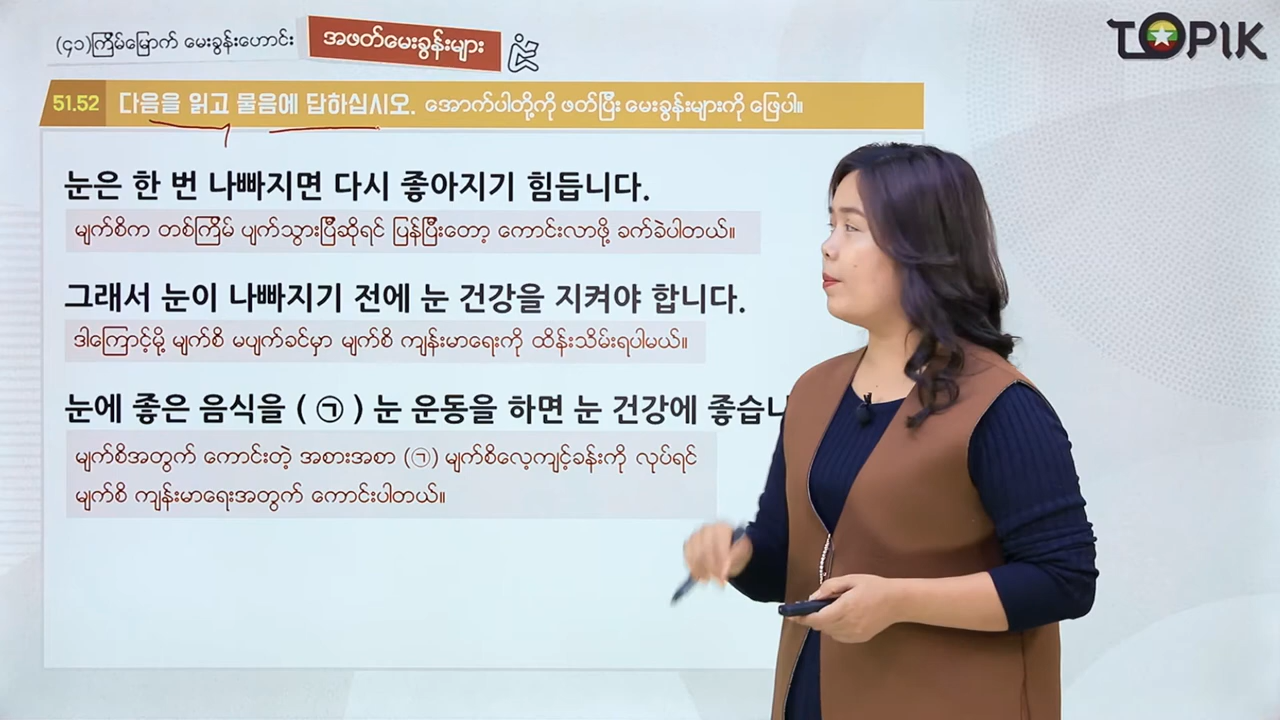 (၄၁)ကြိမ်မြောက် မေးခွန်းဟောင်း
အဖတ်မေးခွန်းများ
TOPIK
51.52 다음을 읽고 물음에 답하십시오. အောက်ပါတို့ကို ဖတ်ပြီး မေးခွန်းများကို ဖြေပါ။
눈은 한 번 나빠지면 다시 좋아지기 힘듭니다.
မျက်စိက တစ်ကြိမ် ပျက်သွားပြီဆိုရင် ပြန်ပြီးတော့ ကောင်းလာဖို့ ခက်ခဲပါတယ်။
그래서 눈이 나빠지기 전에 눈 건강을 지켜야 합니다.
ဒါကြောင့်မို့ မျက်စိ မပျက်ခင်မှာ မျက်စိ ကျန်းမာရေးကို ထိန်းသိမ်းရပါမယ်။
눈에 좋은 음식을 ( ㉠ ) 눈 운동을 하면 눈 건강에
မျက်စိအတွက် ကောင်းတဲ့ အစားအစာ (㉠) မျက်စိလေ့ကျင့်ခန်းကို လုပ်ရင်
မျက်စိ ကျန်းမာရေးအတွက် ကောင်းပါတယ်။